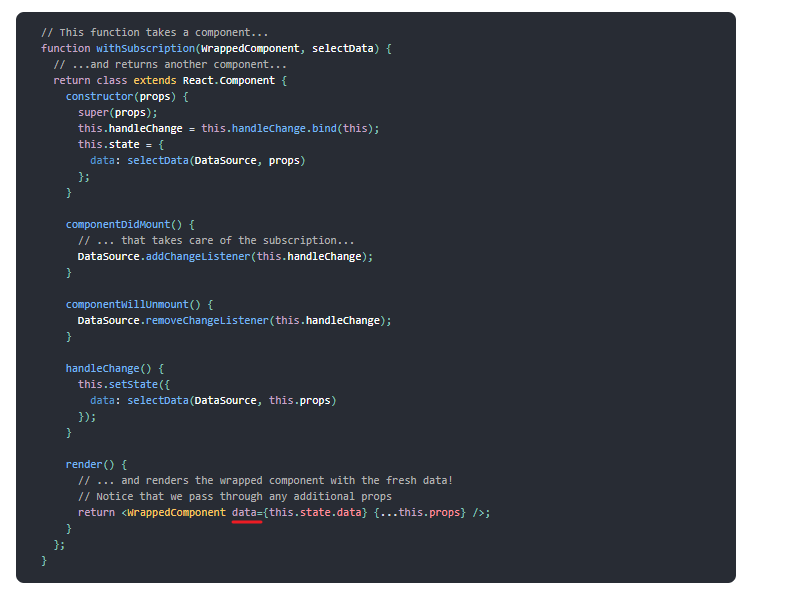 // This function takes a component...
function withSubscription(WrappedComponent, selectData) {
// ...and returns another component...
return class extends React.Component {
constructor(props) {
super(props);
this.handleChange = this.handleChange.bind(this);
this.state = {
data: selectData(DataSource, props)
};
}
componentDidMount() {
// ... that takes care of the subscription...
DataSource.addChangeListener(this.handleChange);
}
componentWillUnmount() {
DataSource.removeChangeListener(this.handleChange);
}
handleChange() {
this.setState({
data: selectData(DataSource, this.props)
});
}
render() {
// ... and renders the wrapped component with the fresh data!
// Notice that we pass through any additional props
return <WrappedComponent data={this.state.data} {...this.props} />;
}
};
}